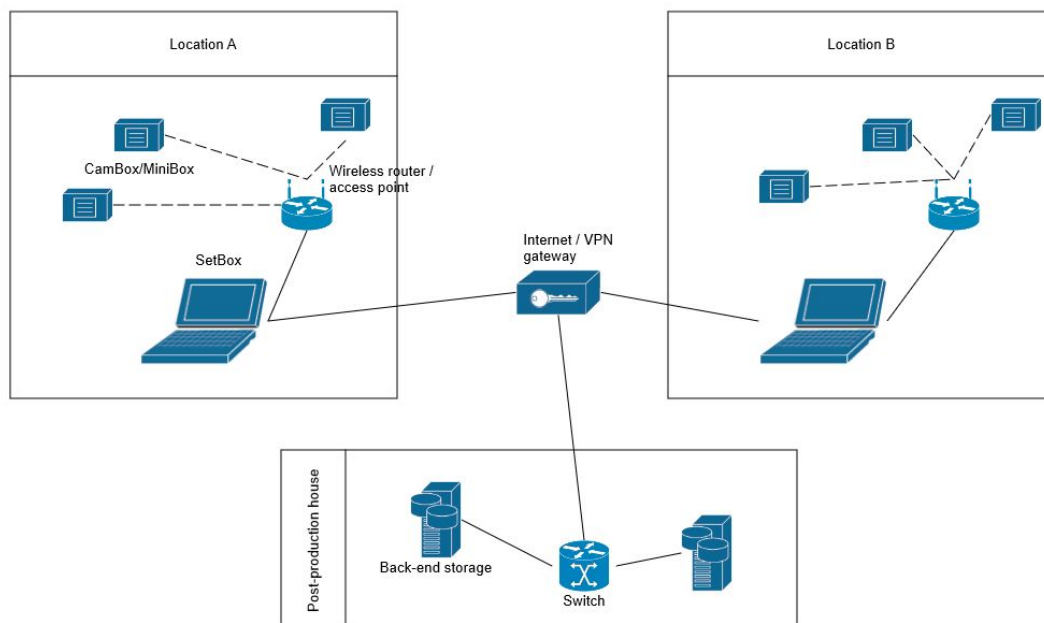 Location A
Location B
CamBox/MiniBox
Wireless router /
access point
SetBox
Internet / VPN
gateway
Post-production house
Back-end storage
Switch